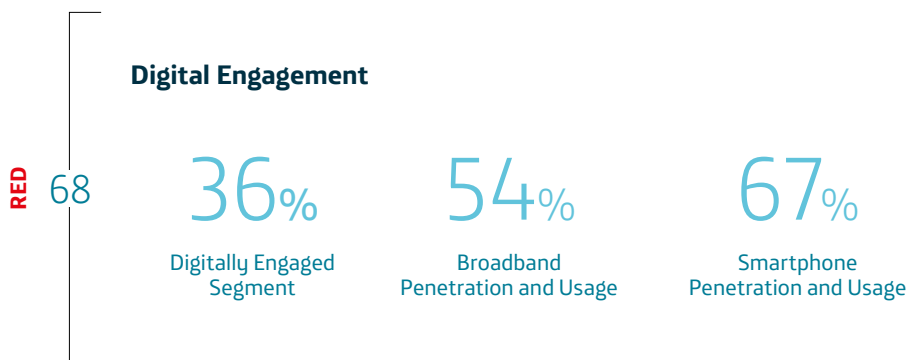 Digital Engagement
RED
68
36%
54%
67%
Digitally Engaged
Segment
Broadband
Penetration and Usage
Smartphone
Penetration and Usage